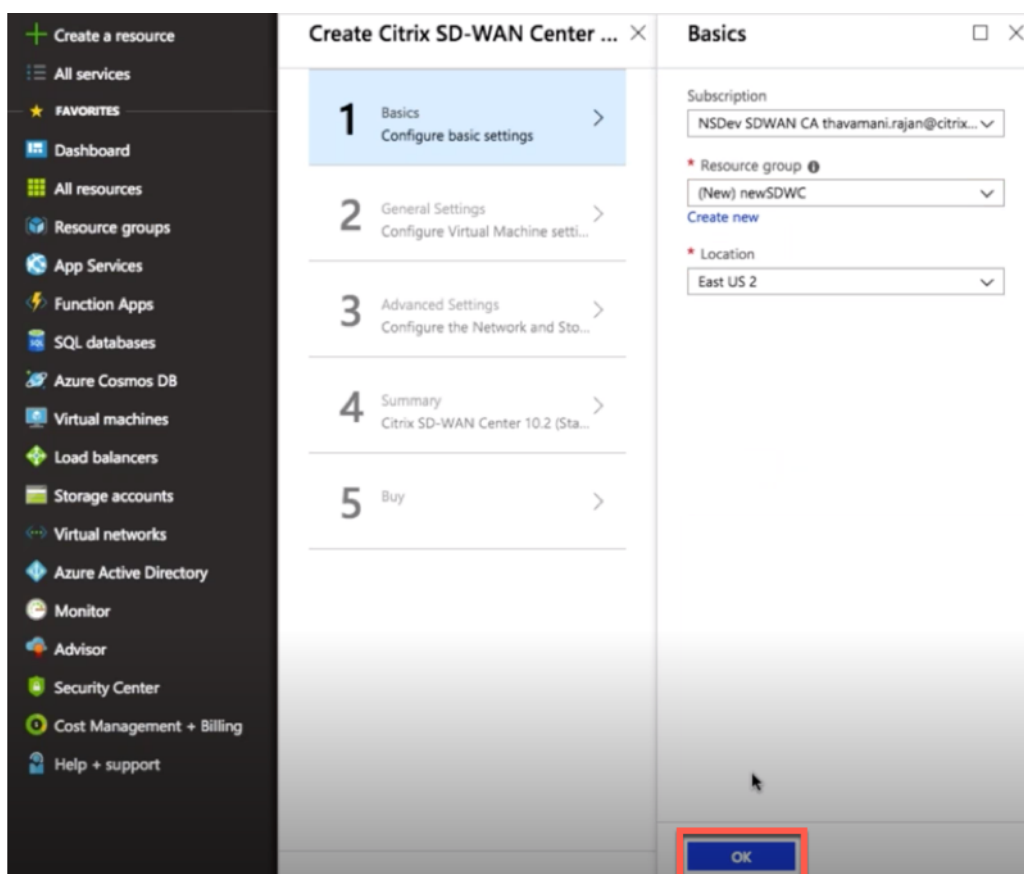 Create a resource
All services
FAVORITES
Dashboard
All resources
Resource groups
App Services
Function Apps
SQL databases
Azure Cosmos DB
Virtual machines
Load balancers
Storage accounts
Virtual networks
Azure Active Directory
Monitor
Advisor
Security Center
Cost Management + Billing
Help + support
Create Citrix SD-WAN Center ...
1
Basics
Configure basic settings
2
General Settings
Configure Virtual Machine setti...
3
Advanced Settings
Configure the Network and Sto...
4
Summary
Citrix SD-WAN Center 10.2 (Sta...
5
Buy
Basics
Subscription
NSDev SDWAN CA thavamani.rajan@citrix...
* Resource group
(New) newSDWC
Create new
* Location
East US 2
OK